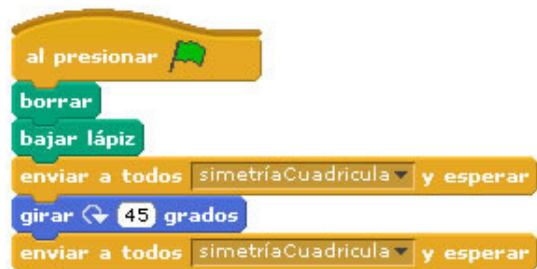 al presionar
borrar
bajar lápiz
enviar a todos simetríaCuadricula y esperar
girar 45 grados
enviar a todos simetríaCuadricula y esperar